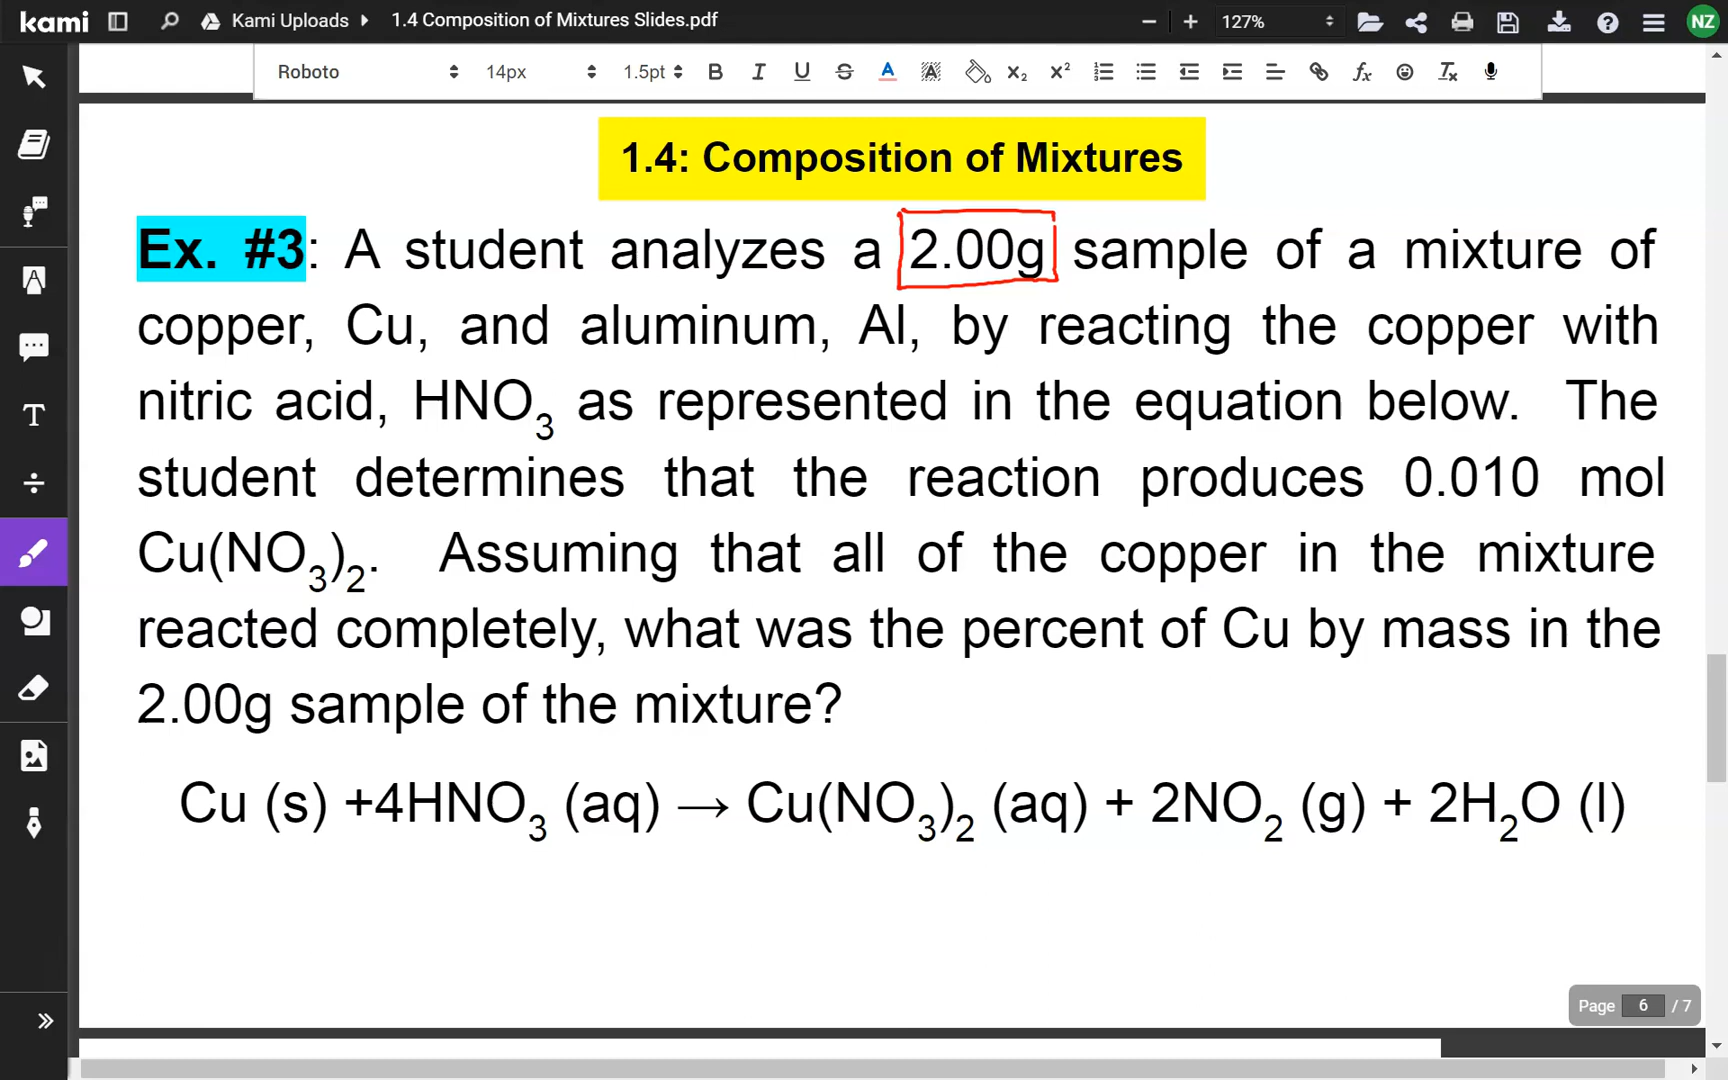 kami Kami Uploads 1.4 Composition of Mixtures Slides.pdf 127% NZ
Roboto 14px 1.5pt B I U S A A X₂ X² fx Tx
1.4: Composition of Mixtures
Ex. #3: A student analyzes a 2.00g sample of a mixture of
copper, Cu, and aluminum, Al, by reacting the copper with
nitric acid, HNO₃ as represented in the equation below. The
student determines that the reaction produces 0.010 mol
Cu(NO₃)₂. Assuming that all of the copper in the mixture
reacted completely, what was the percent of Cu by mass in the
2.00g sample of the mixture?
Cu (s) +4HNO₃ (aq) → Cu(NO₃)₂ (aq) + 2NO₂ (g) + 2H₂O (l)
Page 6 / 7